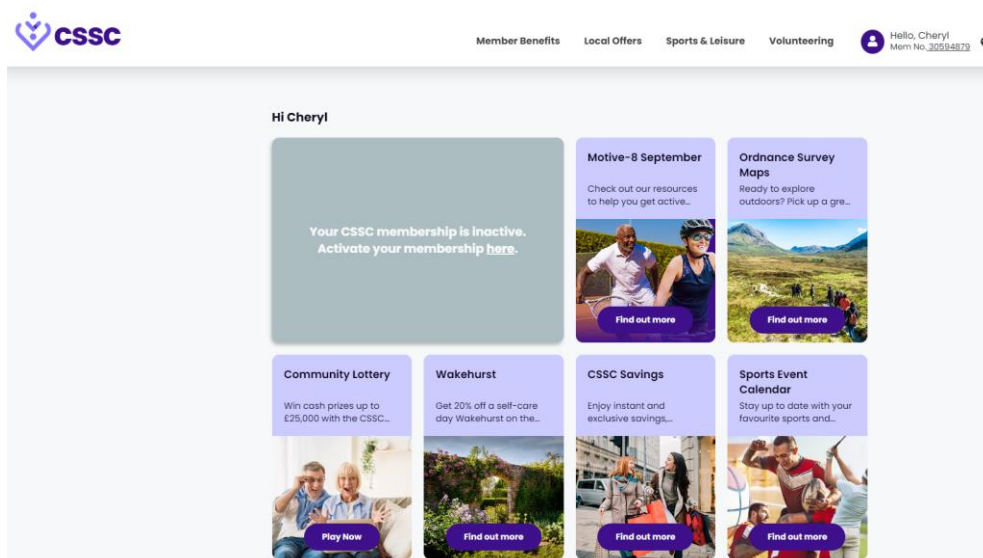 CSSC
Member Benefits Local Offers Sports & Leisure Volunteering
Hello, Cheryl
Mem No. 30594879
Hi Cheryl
Your CSSC membership is inactive.
Activate your membership here.
Motive-8 September
Check out our resources
to help you get active...
Find out more
Ordnance Survey
Maps
Ready to explore
outdoors? Pick up a gre...
Find out more
Community Lottery
Win cash prizes up to
£25,000 with the CSSC...
Play Now
Wakehurst
Get 20% off a self-care
day Wakehurst on the...
Find out more
CSSC Savings
Enjoy instant and
exclusive savings,...
Find out more
Sports Event
Calendar
Stay up to date with your
favourite sports and...
Find out more